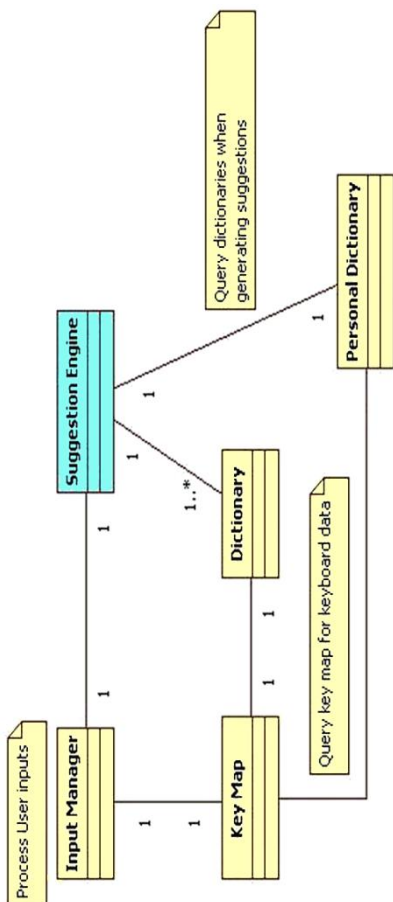 Process User inputs
Input Manager
1
1
Suggestion Engine
1
1
1
1
1..*
1
Query dictionaries when
generating suggestions
Key Map
1
1
Dictionary
Query key map for keyboard data
Personal Dictionary